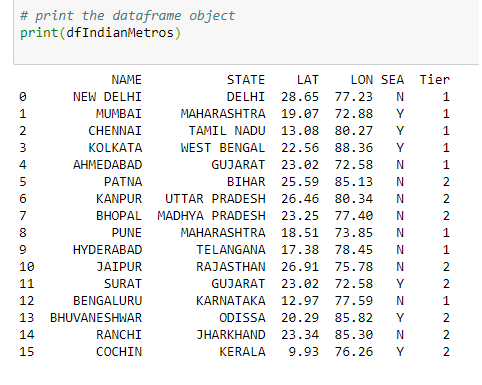 # print the dataframe object
print(dfIndianMetros)
NAME STATE LAT LON SEA Tier
0 NEW DELHI DELHI 28.65 77.23 N 1
1 MUMBAI MAHARASHTRA 19.07 72.88 Y 1
2 CHENNAI TAMIL NADU 13.08 80.27 Y 1
3 KOLKATA WEST BENGAL 22.56 88.36 Y 1
4 AHMEDABAD GUJARAT 23.02 72.58 N 1
5 PATNA BIHAR 25.59 85.13 N 2
6 KANPUR UTTAR PRADESH 26.46 80.34 N 2
7 BHOPAL MADHYA PRADESH 23.25 77.40 N 2
8 PUNE MAHARASHTRA 18.51 73.85 N 1
9 HYDERABAD TELANGANA 17.38 78.45 N 1
10 JAIPUR RAJASTHAN 26.91 75.78 N 2
11 SURAT GUJARAT 23.02 72.58 Y 2
12 BENGALURU KARNATAKA 12.97 77.59 N 1
13 BHUVANESHWAR ODISSA 20.29 85.82 Y 2
14 RANCHI JHARKHAND 23.34 85.30 N 2
15 COCHIN KERALA 9.93 76.26 Y 2